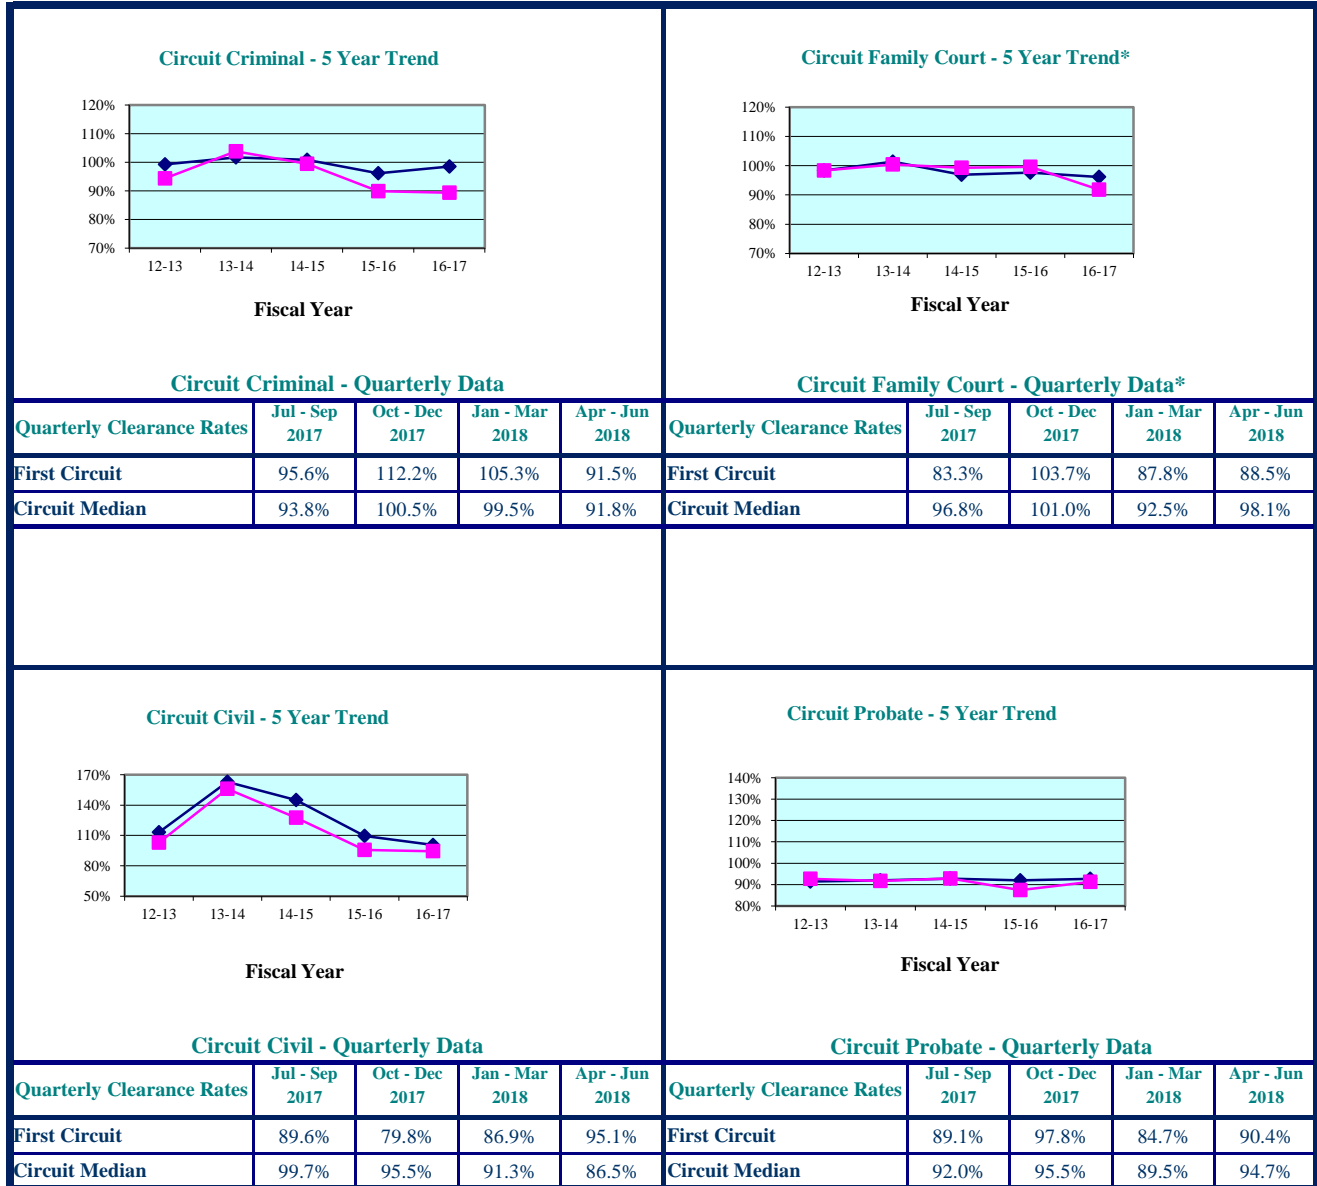 Circuit Criminal - 5 Year Trend
120%
110%
100%
90%
80%
70%
12-13 13-14 14-15 15-16 16-17
Fiscal Year
Circuit Criminal - Quarterly Data
Quarterly Clearance Rates Jul - Sep 2017 Oct - Dec 2017 Jan - Mar 2018 Apr - Jun 2018
First Circuit 95.6% 112.2% 105.3% 91.5%
Circuit Median 93.8% 100.5% 99.5% 91.8%
Circuit Family Court - 5 Year Trend*
120%
110%
100%
90%
80%
70%
12-13 13-14 14-15 15-16 16-17
Fiscal Year
Circuit Family Court - Quarterly Data*
Quarterly Clearance Rates Jul - Sep 2017 Oct - Dec 2017 Jan - Mar 2018 Apr - Jun 2018
First Circuit 83.3% 103.7% 87.8% 88.5%
Circuit Median 96.8% 101.0% 92.5% 98.1%
Circuit Civil - 5 Year Trend
170%
140%
110%
80%
50%
12-13 13-14 14-15 15-16 16-17
Fiscal Year
Circuit Civil - Quarterly Data
Quarterly Clearance Rates Jul - Sep 2017 Oct - Dec 2017 Jan - Mar 2018 Apr - Jun 2018
First Circuit 89.6% 79.8% 86.9% 95.1%
Circuit Median 99.7% 95.5% 91.3% 86.5%
Circuit Probate - 5 Year Trend
140%
130%
120%
110%
100%
90%
80%
12-13 13-14 14-15 15-16 16-17
Fiscal Year
Circuit Probate - Quarterly Data
Quarterly Clearance Rates Jul - Sep 2017 Oct - Dec 2017 Jan - Mar 2018 Apr - Jun 2018
First Circuit 89.1% 97.8% 84.7% 90.4%
Circuit Median 92.0% 95.5% 89.5% 94.7%